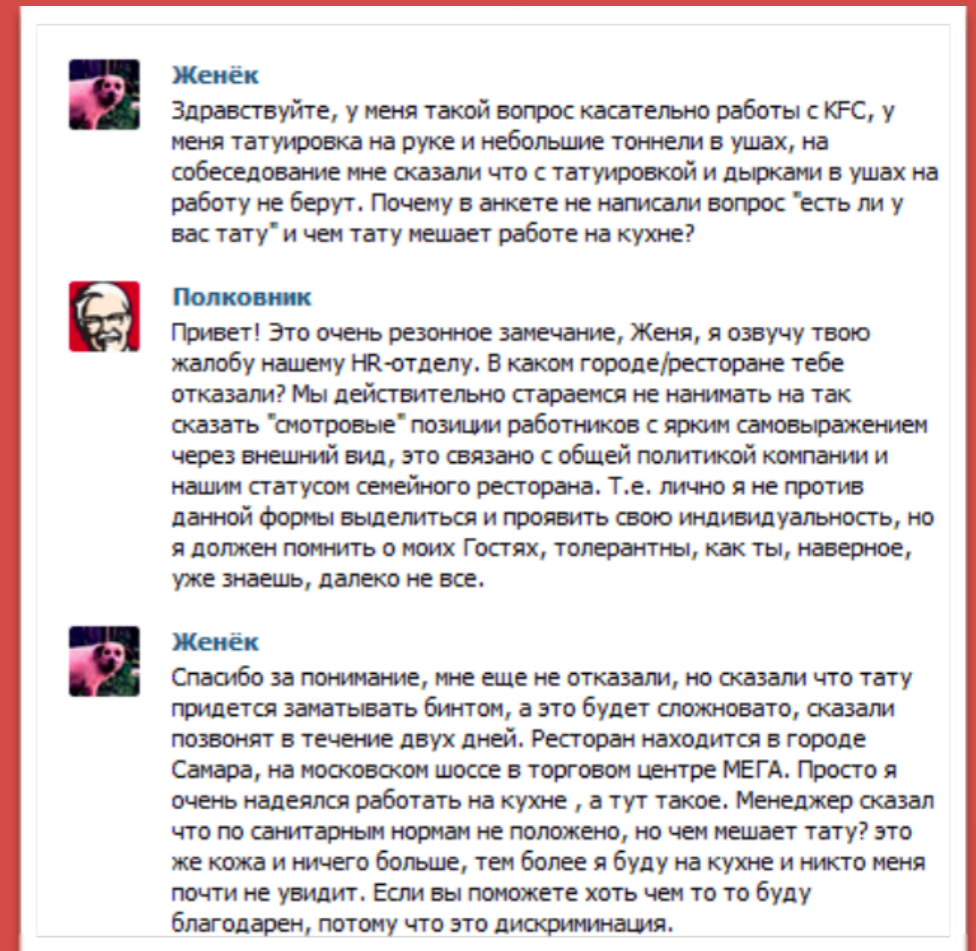 Женёк
Здравствуйте, у меня такой вопрос касательно работы с KFC, у
меня татуировка на руке и небольшие тоннели в ушах, на
собеседование мне сказали что с татуировкой и дырками в ушах на
работу не берут. Почему в анкете не написали вопрос "есть ли у
вас тату" и чем тату мешает работе на кухне?
Полковник
Привет! Это очень резонное замечание, Женя, я озвучу твою
жалобу нашему HR-отделу. В каком городе/ресторане тебе
отказали? Мы действительно стараемся не нанимать на так
сказать "смотровые" позиции работников с ярким самовыражением
через внешний вид, это связано с общей политикой компании и
нашим статусом семейного ресторана. Т.е. лично я не против
данной формы выделиться и проявить свою индивидуальность, но
я должен помнить о моих Гостях, толерантны, как ты, наверное,
уже знаешь, далеко не все.
Женёк
Спасибо за понимание, мне еще не отказали, но сказали что тату
придется заматывать бинтом, а это будет сложновато, сказали
позвонят в течение двух дней. Ресторан находится в городе
Самара, на московском шоссе в торговом центре МЕГА. Просто я
очень надеялся работать на кухне , а тут такое. Менеджер сказал
что по санитарным нормам не положено, но чем мешает тату? это
же кожа и ничего больше, тем более я буду на кухне и никто меня
почти не увидит. Если вы поможете хоть чем то то буду
благодарен, потому что это дискриминация.